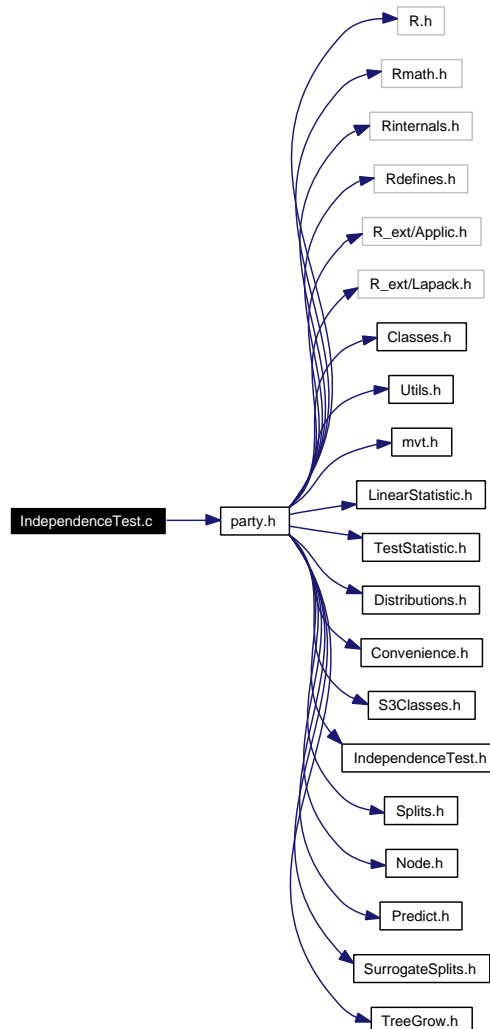 R.h
Rmath.h
Rinternals.h
Rdefines.h
R_ext/Applic.h
R_ext/Lapack.h
Classes.h
Utils.h
mvt.h
LinearStatistic.h
IndependenceTest.c
party.h
TestStatistic.h
Distributions.h
Convenience.h
S3Classes.h
IndependenceTest.h
Splits.h
Node.h
Predict.h
SurrogateSplits.h
TreeGrow.h